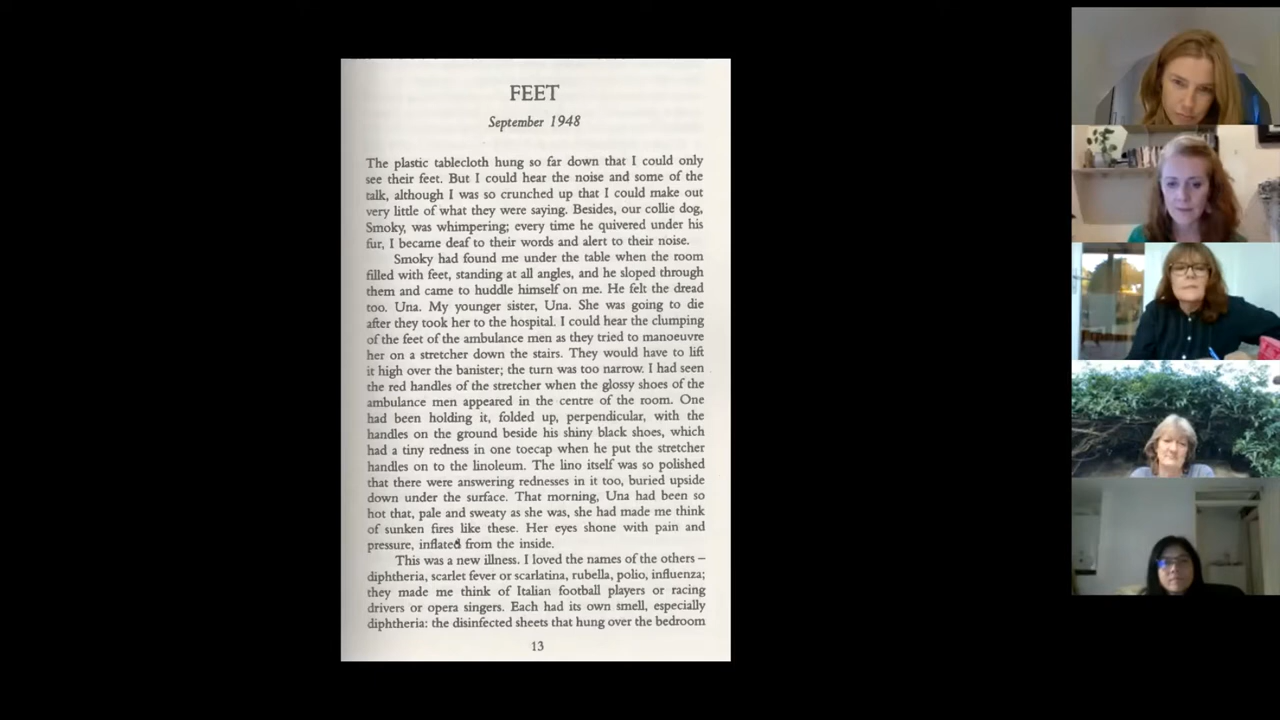 FEET
September 1948
The plastic tablecloth hung so far down that I could only
see their feet. But I could hear the noise and some of the
talk, although I was so crunched up that I could make out
very little of what they were saying. Besides, our collie dog,
Smoky, was whimpering; every time he quivered under his
fur, I became deaf to their words and alert to their noise.
Smoky had found me under the table when the room
filled with feet, standing at all angles, and he sloped through
them and came to huddle himself on me. He felt the dread
too. Una. My younger sister, Una. She was going to die
after they took her to the hospital. I could hear the clumping
of the feet of the ambulance men as they tried to manoeuvre
her on a stretcher down the stairs. They would have to lift
it high over the banister; the turn was too narrow. I had seen
the red handles of the stretcher when the glossy shoes of the
ambulance men appeared in the centre of the room. One
had been holding it, folded up, perpendicular, with the
handles on the ground beside his shiny black shoes, which
had a tiny redness in one toecap when he put the stretcher
handles on to the linoleum. The lino itself was so polished
that there were answering rednesses in it too, buried upside
down under the surface. That morning, Una had been so
hot that, pale and sweaty as she was, she had made me think
of sunken fires like these. Her eyes shone with pain and
pressure, inflated from the inside.
This was a new illness. I loved the names of the others –
diphtheria, scarlet fever or scarlatina, rubella, polio, influenza;
they made me think of Italian football players or racing
drivers or opera singers. Each had its own smell, especially
diphtheria: the disinfected sheets that hung over the bedroom
13